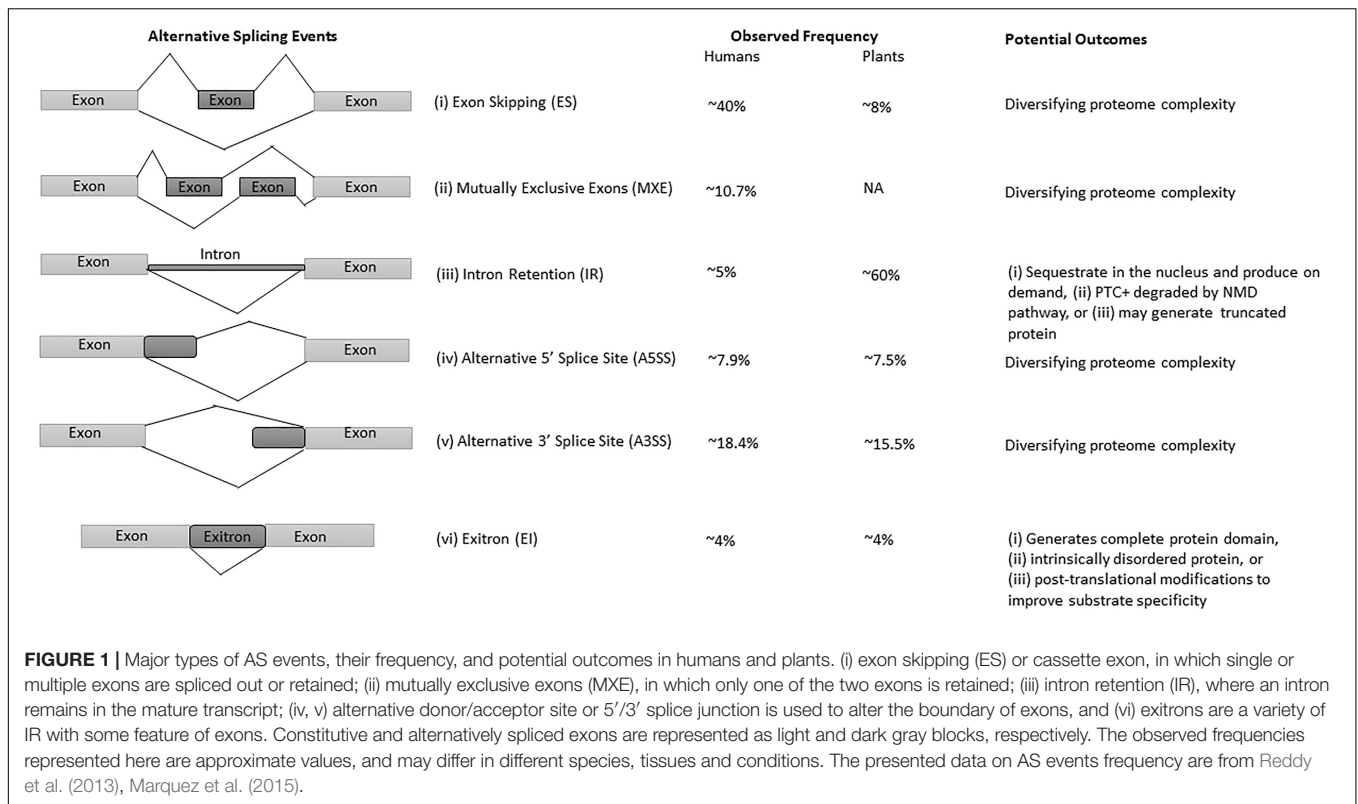 Alternative Splicing Events
Observed Frequency
Potential Outcomes
Humans
Plants
Exon
Exon
Exon
(i) Exon Skipping (ES)
~40%
~8%
Diversifying proteome complexity
Exon
Exon
Exon
Exon
(ii) Mutually Exclusive Exons (MXE)
~10.7%
NA
Diversifying proteome complexity
Exon
Intron
Exon
(iii) Intron Retention (IR)
~5%
~60%
(i) Sequestrate in the nucleus and produce on
demand, (ii) PTC+ degraded by NMD
pathway, or (iii) may generate truncated
protein
Exon
Exon
(iv) Alternative 5′ Splice Site (A5SS)
~7.9%
~7.5%
Diversifying proteome complexity
Exon
Exon
(v) Alternative 3′ Splice Site (A3SS)
~18.4%
~15.5%
Diversifying proteome complexity
Exon
Exitron
Exon
(vi) Exitron (EI)
~4%
~4%
(i) Generates complete protein domain,
(ii) intrinsically disordered protein, or
(iii) post-translational modifications to
improve substrate specificity
FIGURE 1 | Major types of AS events, their frequency, and potential outcomes in humans and plants. (i) exon skipping (ES) or cassette exon, in which single or
multiple exons are spliced out or retained; (ii) mutually exclusive exons (MXE), in which only one of the two exons is retained; (iii) intron retention (IR), where an intron
remains in the mature transcript; (iv, v) alternative donor/acceptor site or 5′/3′ splice junction is used to alter the boundary of exons, and (vi) exitrons are a variety of
IR with some feature of exons. Constitutive and alternatively spliced exons are represented as light and dark gray blocks, respectively. The observed frequencies
represented here are approximate values, and may differ in different species, tissues and conditions. The presented data on AS events frequency are from Reddy
et al. (2013), Marquez et al. (2015).